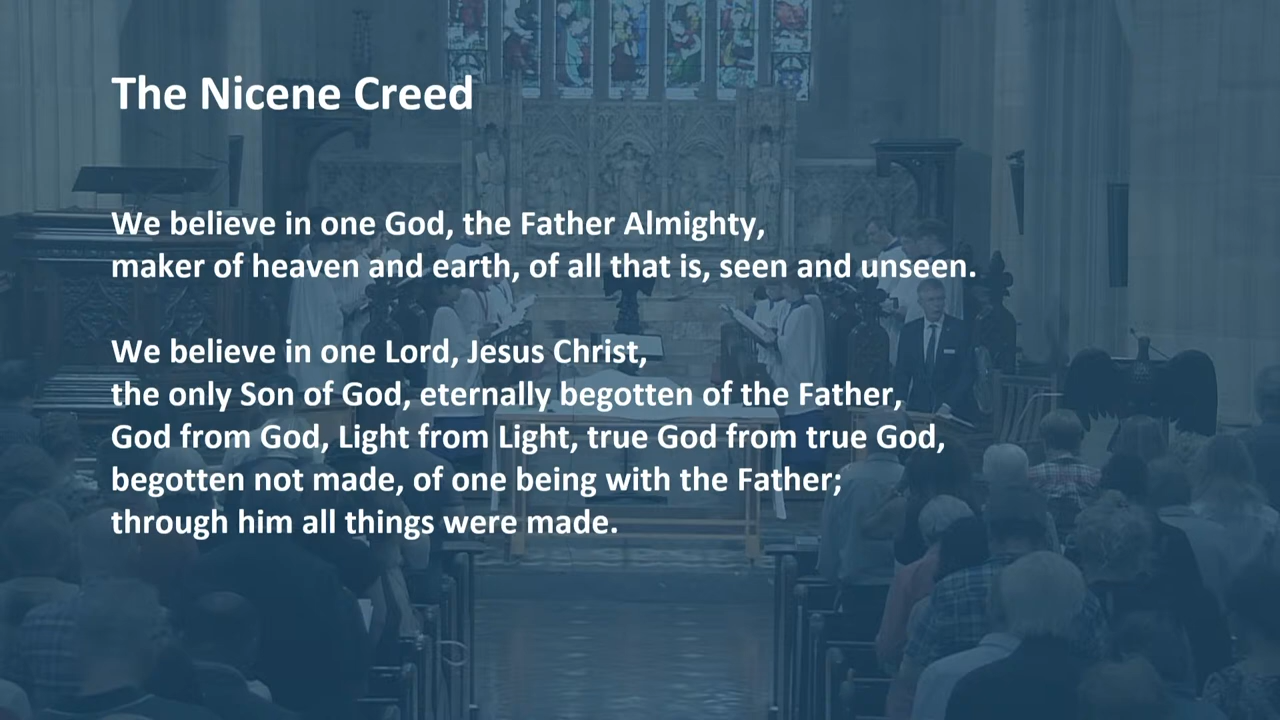 The Nicene Creed
We believe in one God, the Father Almighty,
maker of heaven and earth, of all that is, seen and unseen.
We believe in one Lord, Jesus Christ,
the only Son of God, eternally begotten of the Father,
God from God, Light from Light, true God from true God,
begotten not made, of one being with the Father;
through him all things were made.